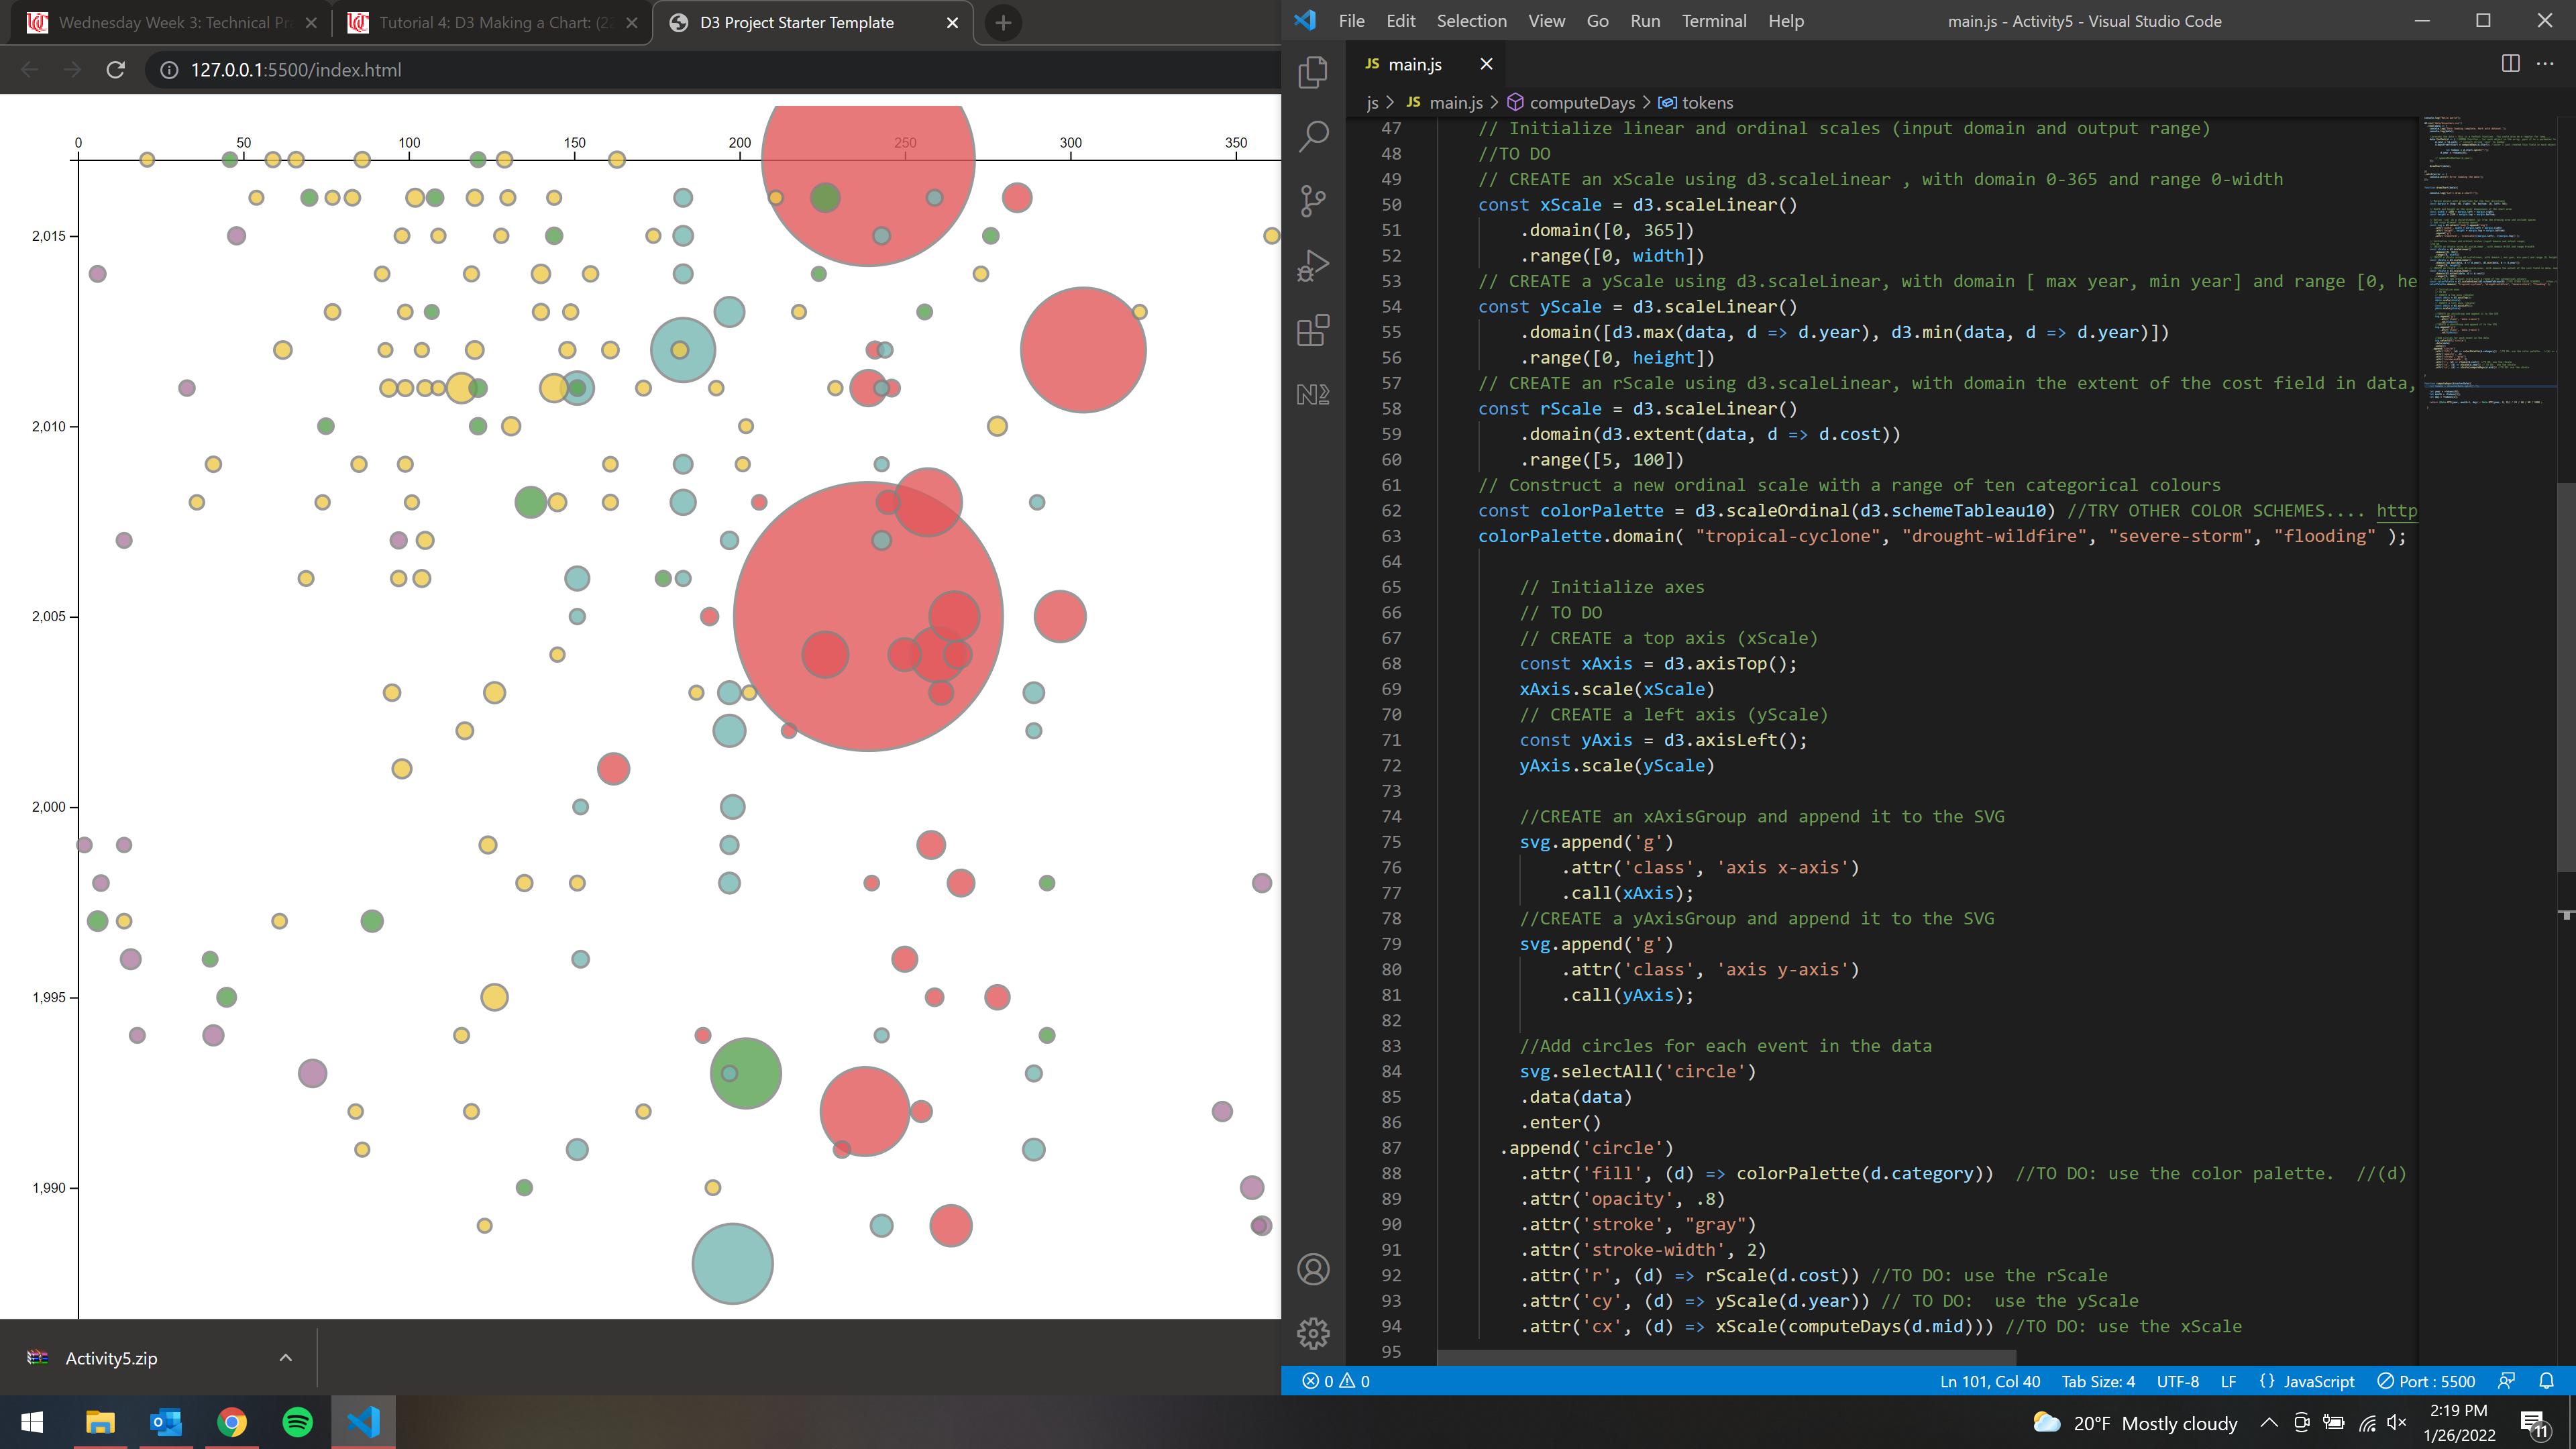 Wednesday Week 3: Technical Pr
Tutorial 4: D3 Making a Chart: (2
D3 Project Starter Template
127.0.0.1:5500/index.html
0 50 100 150 200 250 300 350
2,015
2,010
2,005
2,000
1,995
1,990
Activity5.zip
File Edit Selection View Go Run Terminal Help
main.js - Activity5 - Visual Studio Code
JS main.js
js > JS main.js > computeDays > tokens
47 // Initialize linear and ordinal scales (input domain and output range)
48 //TO DO
49 // CREATE an xScale using d3.scaleLinear , with domain 0-365 and range 0-width
50 const xScale = d3.scaleLinear()
51 .domain([0, 365])
52 .range([0, width])
53 // CREATE a yScale using d3.scaleLinear, with domain [ max year, min year] and range [0, he
54 const yScale = d3.scaleLinear()
55 .domain([d3.max(data, d => d.year), d3.min(data, d => d.year)])
56 .range([0, height])
57 // CREATE an rScale using d3.scaleLinear, with domain the extent of the cost field in data,
58 const rScale = d3.scaleLinear()
59 .domain(d3.extent(data, d => d.cost))
60 .range([5, 100])
61 // Construct a new ordinal scale with a range of ten categorical colours
62 const colorPalette = d3.scaleOrdinal(d3.schemeTableau10) //TRY OTHER COLOR SCHEMES.... http
63 colorPalette.domain( "tropical-cyclone", "drought-wildfire", "severe-storm", "flooding" );
64
65 // Initialize axes
66 // TO DO
67 // CREATE a top axis (xScale)
68 const xAxis = d3.axisTop();
69 xAxis.scale(xScale)
70 // CREATE a left axis (yScale)
71 const yAxis = d3.axisLeft();
72 yAxis.scale(yScale)
73
74 //CREATE an xAxisGroup and append it to the SVG
75 svg.append('g')
76 .attr('class', 'axis x-axis')
77 .call(xAxis);
78 //CREATE a yAxisGroup and append it to the SVG
79 svg.append('g')
80 .attr('class', 'axis y-axis')
81 .call(yAxis);
82
83 //Add circles for each event in the data
84 svg.selectAll('circle')
85 .data(data)
86 .enter()
87 .append('circle')
88 .attr('fill', (d) => colorPalette(d.category)) //TO DO: use the color palette. //(d)
89 .attr('opacity', .8)
90 .attr('stroke', "gray")
91 .attr('stroke-width', 2)
92 .attr('r', (d) => rScale(d.cost)) //TO DO: use the rScale
93 .attr('cy', (d) => yScale(d.year)) // TO DO: use the yScale
94 .attr('cx', (d) => xScale(computeDays(d.mid))) //TO DO: use the xScale
95
0 0
Ln 101, Col 40 Tab Size: 4 UTF-8 LF {} JavaScript Port : 5500
20°F Mostly cloudy
2:19 PM
1/26/2022
11